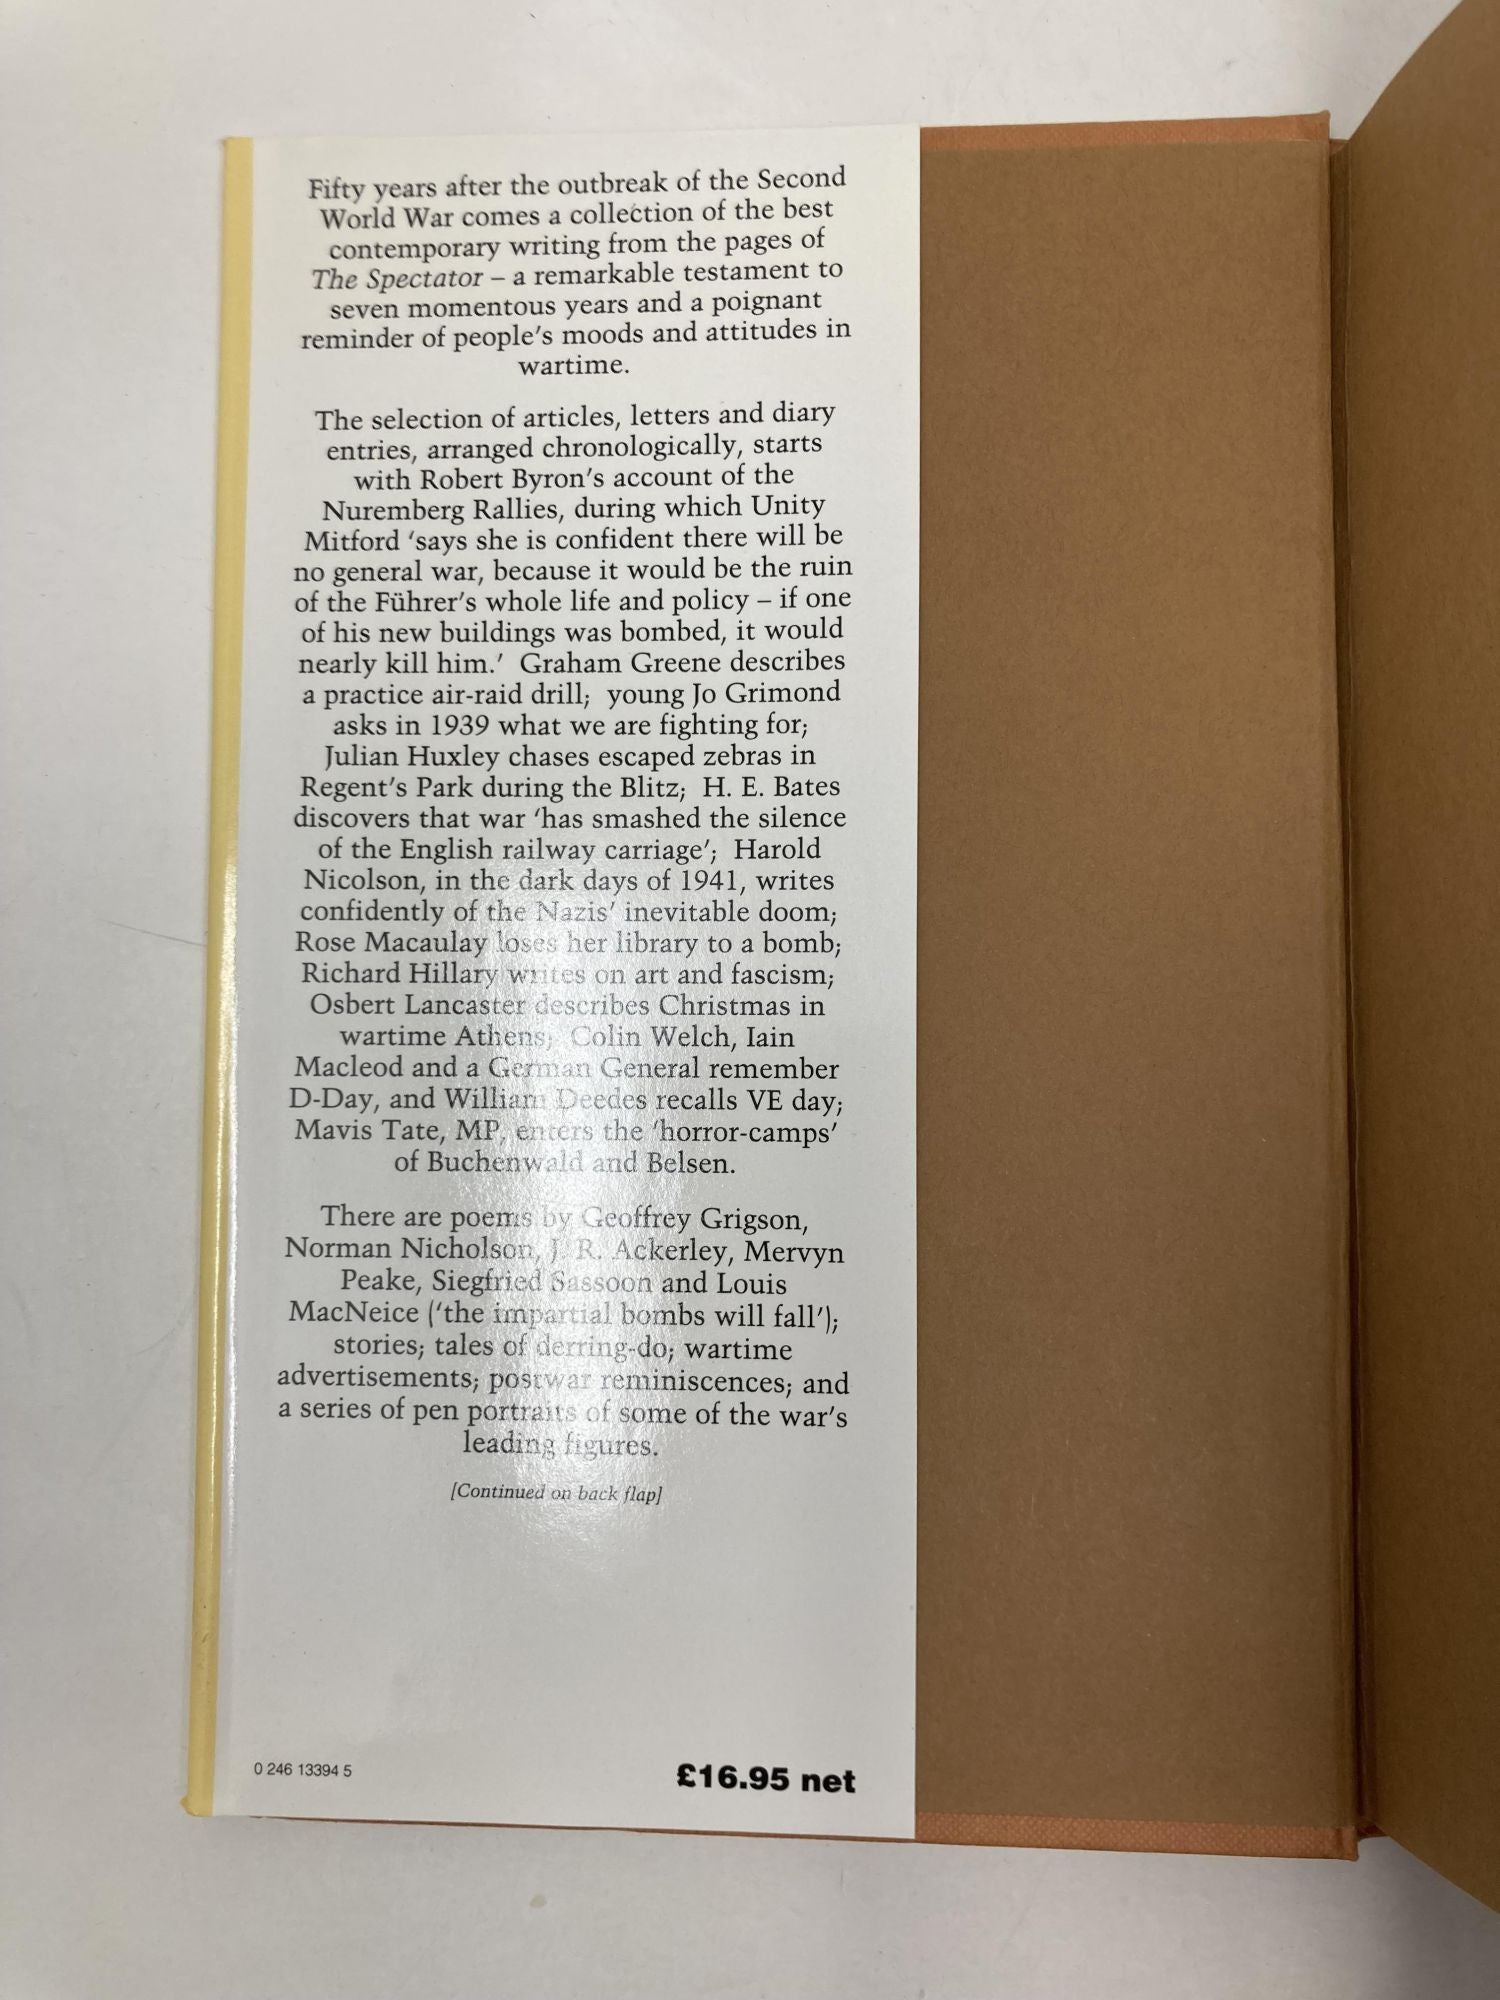 Fifty years after the outbreak of the Second
World War comes a collection of the best
contemporary writing from the pages of
The Spectator – a remarkable testament to
seven momentous years and a poignant
reminder of people's moods and attitudes in
wartime.
The selection of articles, letters and diary
entries, arranged chronologically, starts
with Robert Byron's account of the
Nuremberg Rallies, during which Unity
Mitford 'says she is confident there will be
no general war, because it would be the ruin
of the Führer's whole life and policy – if one
of his new buildings was bombed, it would
nearly kill him.' Graham Greene describes
a practice air-raid drill; young Jo Grimond
asks in 1939 what we are fighting for;
Julian Huxley chases escaped zebras in
Regent's Park during the Blitz; H. E. Bates
discovers that war 'has smashed the silence
of the English railway carriage'; Harold
Nicolson, in the dark days of 1941, writes
confidently of the Nazis' inevitable doom;
Rose Macaulay loses her library to a bomb;
Richard Hillary writes on art and fascism;
Osbert Lancaster describes Christmas in
wartime Athens; Colin Welch, Iain
Macleod and a German General remember
D-Day, and William Deedes recalls VE day;
Mavis Tate, MP, enters the 'horror-camps'
of Buchenwald and Belsen.
There are poems by Geoffrey Grigson,
Norman Nicholson, J. R. Ackerley, Mervyn
Peake, Siegfried Sassoon and Louis
MacNeice ('the impartial bombs will fall');
stories; tales of derring-do; wartime
advertisements; postwar reminiscences; and
a series of pen portraits of some of the war's
leading figures.
[Continued on back flap]
0 246 13394 5
£16.95 net